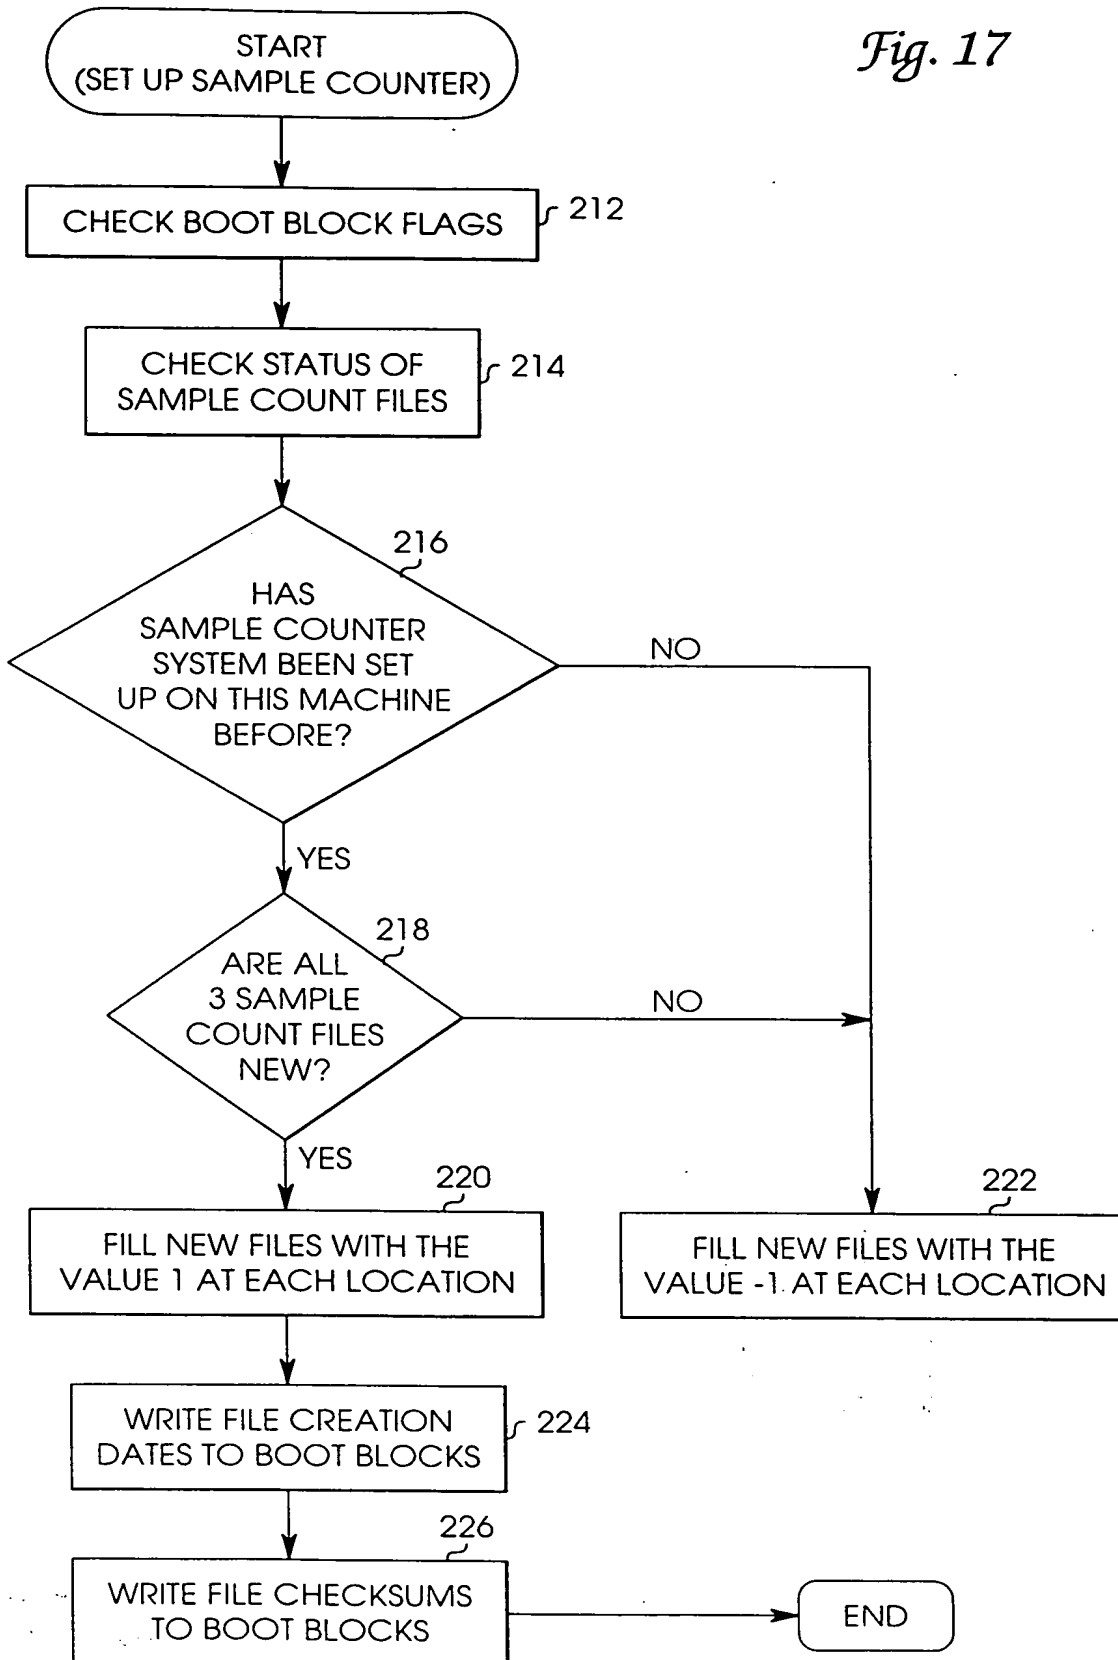 Fig. 17
START
(SET UP SAMPLE COUNTER)
CHECK BOOT BLOCK FLAGS
212
CHECK STATUS OF
SAMPLE COUNT FILES
214
216
HAS
SAMPLE COUNTER
SYSTEM BEEN SET
UP ON THIS MACHINE
BEFORE?
NO
YES
218
ARE ALL
3 SAMPLE
COUNT FILES
NEW?
NO
YES
220
FILL NEW FILES WITH THE
VALUE 1 AT EACH LOCATION
222
FILL NEW FILES WITH THE
VALUE -1 AT EACH LOCATION
WRITE FILE CREATION
DATES TO BOOT BLOCKS
224
226
WRITE FILE CHECKSUMS
TO BOOT BLOCKS
END